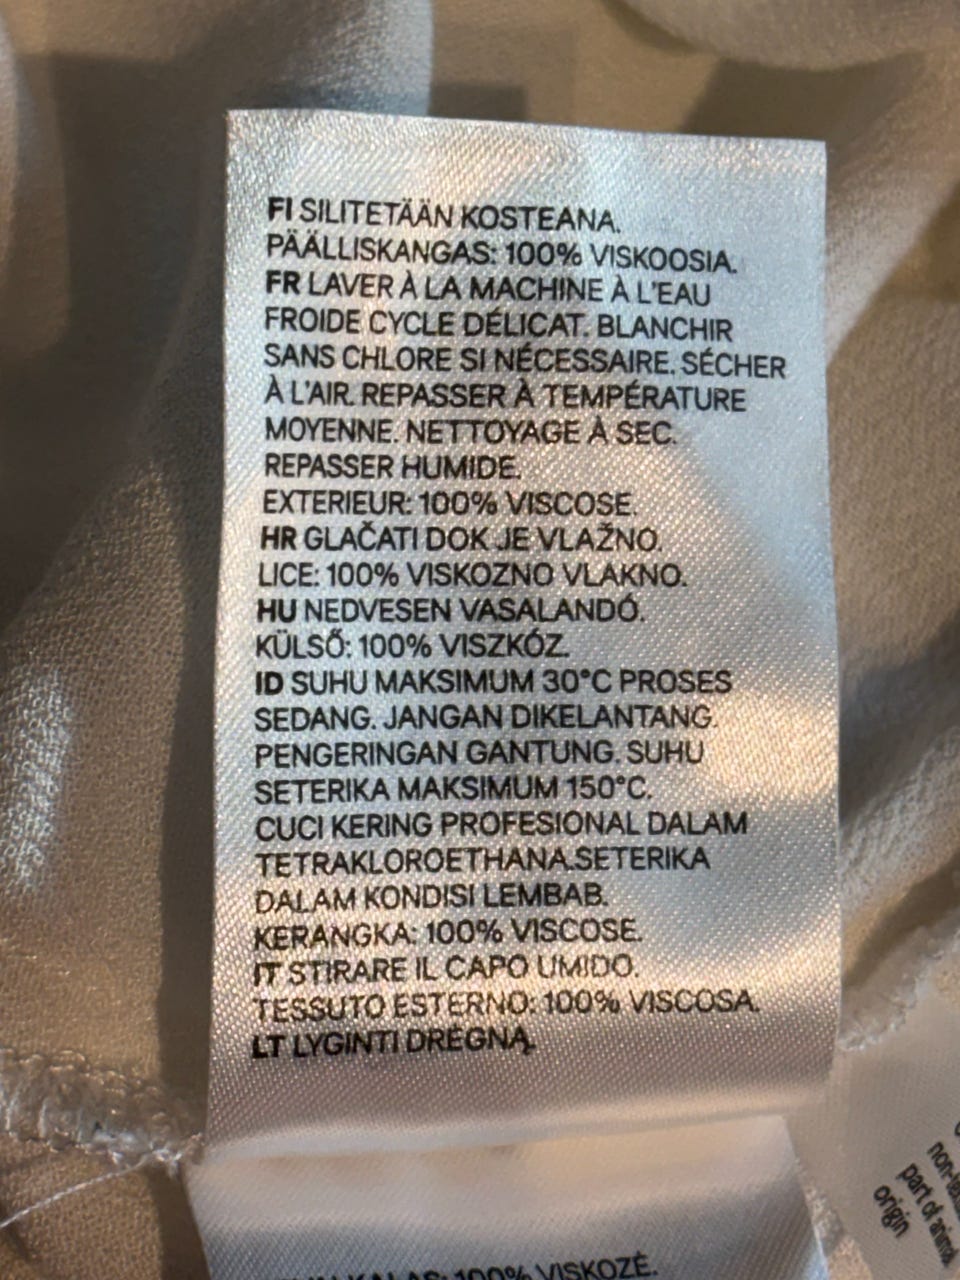 FI SILITETÄÄN KOSTEANA.
PÄÄLLISKANGAS: 100% VISKOOSIA.
FR LAVER À LA MACHINE À L'EAU
FROIDE CYCLE DÉLICAT. BLANCHIR
SANS CHLORE SI NÉCESSAIRE. SÉCHER
À L'AIR. REPASSER À TEMPÉRATURE
MOYENNE. NETTOYAGE À SEC.
REPASSER HUMIDE.
EXTERIEUR: 100% VISCOSE.
HR GLAČATI DOK JE VLAŽNO.
LICE: 100% VISKOZNO VLAKNO.
HU NEDVESEN VASALANDÓ.
KÜLSŐ: 100% VISZKÓZ.
ID SUHU MAKSIMUM 30°C PROSES
SEDANG. JANGAN DIKELANTANG.
PENGERINGAN GANTUNG. SUHU
SETERIKA MAKSIMUM 150°C.
CUCI KERING PROFESIONAL DALAM
TETRAKLOROETHANA.SETERIKA
DALAM KONDISI LEMBAB.
KERANGKA: 100% VISCOSE.
IT STIRARE IL CAPO UMIDO.
TESSUTO ESTERNO: 100% VISCOSA.
LT LYGINTI DRĖGNĄ.
100% VISKOZĖ.
part of animal
origin